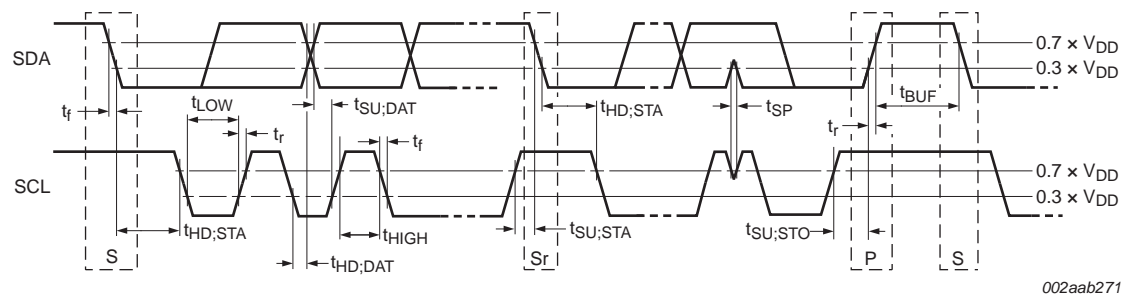 SDA
0.7 × VDD
0.3 × VDD
tf
tLOW
tr
tSU;DAT
tf
tHD;STA
tSP
tr
tBUF
SCL
0.7 × VDD
0.3 × VDD
tHD;STA
tHD;DAT
tHIGH
tSU;STA
tSU;STO
S
Sr
P
S
002aab271